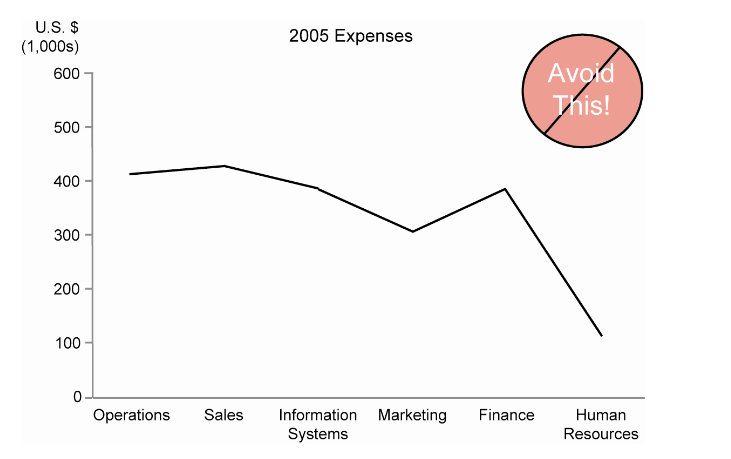 U.S. $
(1,000s)
2005 Expenses
Avoid
This!
600
500
400
300
200
100
0
Operations
Sales
Information
Systems
Marketing
Finance
Human
Resources